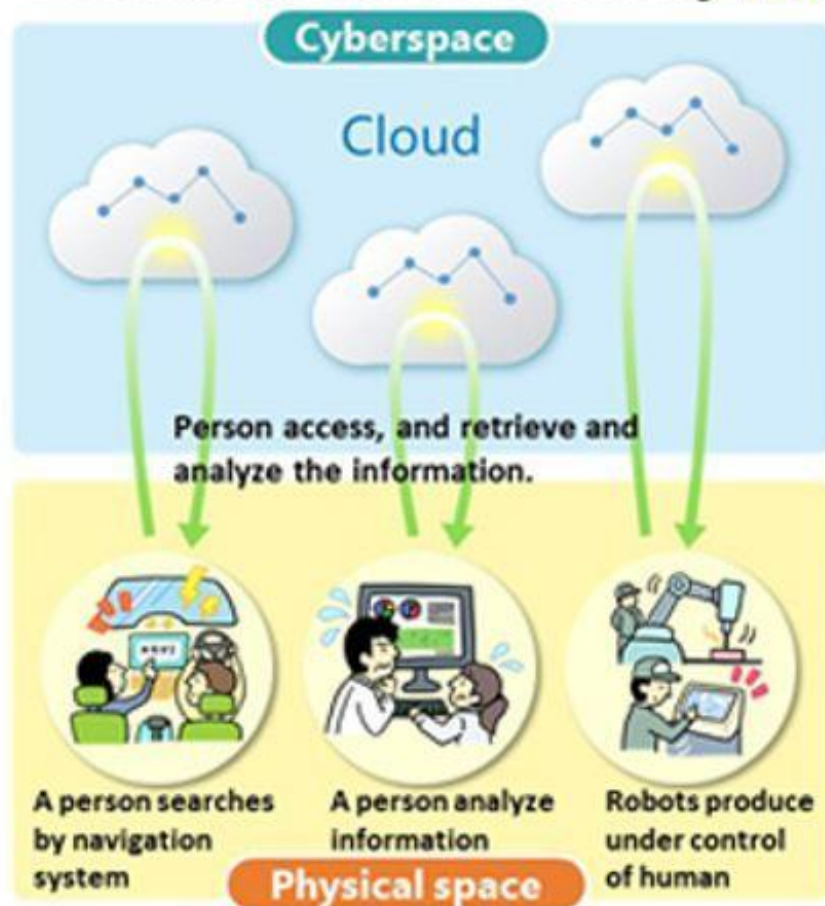 Cyberspace
Cloud
Person access, and retrieve and
analyze the information.
A person searches
by navigation
system
A person analyze
information
Robots produce
under control
of human
Physical space